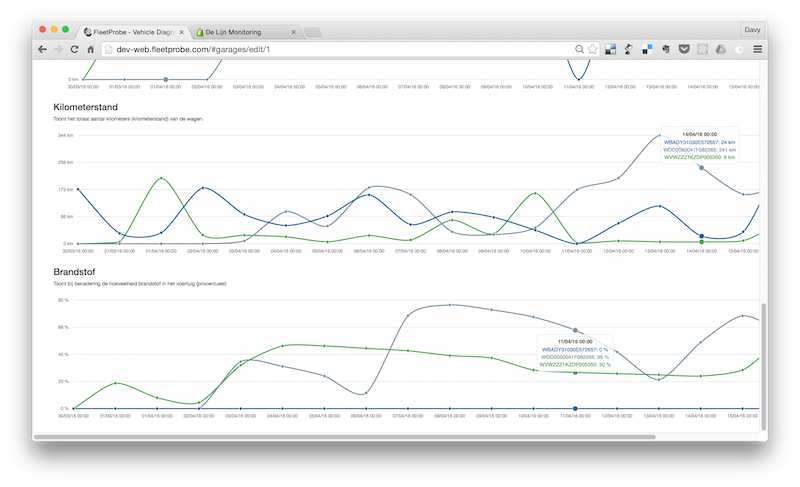 FleetProbe - Vehicle Diagn
De Lijn Monitoring
Davy
dev-web.fleetprobe.com/#garages/edit/1
0 km
30/03/16 00:00 31/03/16 00:00 01/04/16 00:00 02/04/16 00:00 03/04/16 00:00 04/04/16 00:00 05/04/16 00:00 06/04/16 00:00 07/04/16 00:00 08/04/16 00:00 09/04/16 00:00 10/04/16 00:00 11/04/16 00:00 12/04/16 00:00 13/04/16 00:00 14/04/16 00:00 15/04/16 00:00
Kilometerstand
Toont het totaal aantal kilometers (kilometerstand) van de wagen.
344 km
14/04/16 00:00
WBADY31030E572657: 24 km
WDD2050041F062265: 241 km
WVWZZZ1KZDP005350: 6 km
258 km
172 km
86 km
0 km
30/03/16 00:00 31/03/16 00:00 01/04/16 00:00 02/04/16 00:00 03/04/16 00:00 04/04/16 00:00 05/04/16 00:00 06/04/16 00:00 07/04/16 00:00 08/04/16 00:00 09/04/16 00:00 10/04/16 00:00 11/04/16 00:00 12/04/16 00:00 13/04/16 00:00 14/04/16 00:00 15/04/16 00:00
Brandstof
Toont bij benadering de hoeveelheid brandstof in het voertuig (procentueel)
90 %
68 %
11/04/16 00:00
WBADY31030E572657: 0 %
WDD2050041F062265: 65 %
WVWZZZ1KZDP005350: 30 %
45 %
23 %
0 %
30/03/16 00:00 31/03/16 00:00 01/04/16 00:00 02/04/16 00:00 03/04/16 00:00 04/04/16 00:00 05/04/16 00:00 06/04/16 00:00 07/04/16 00:00 08/04/16 00:00 09/04/16 00:00 10/04/16 00:00 11/04/16 00:00 12/04/16 00:00 13/04/16 00:00 14/04/16 00:00 15/04/16 00:00